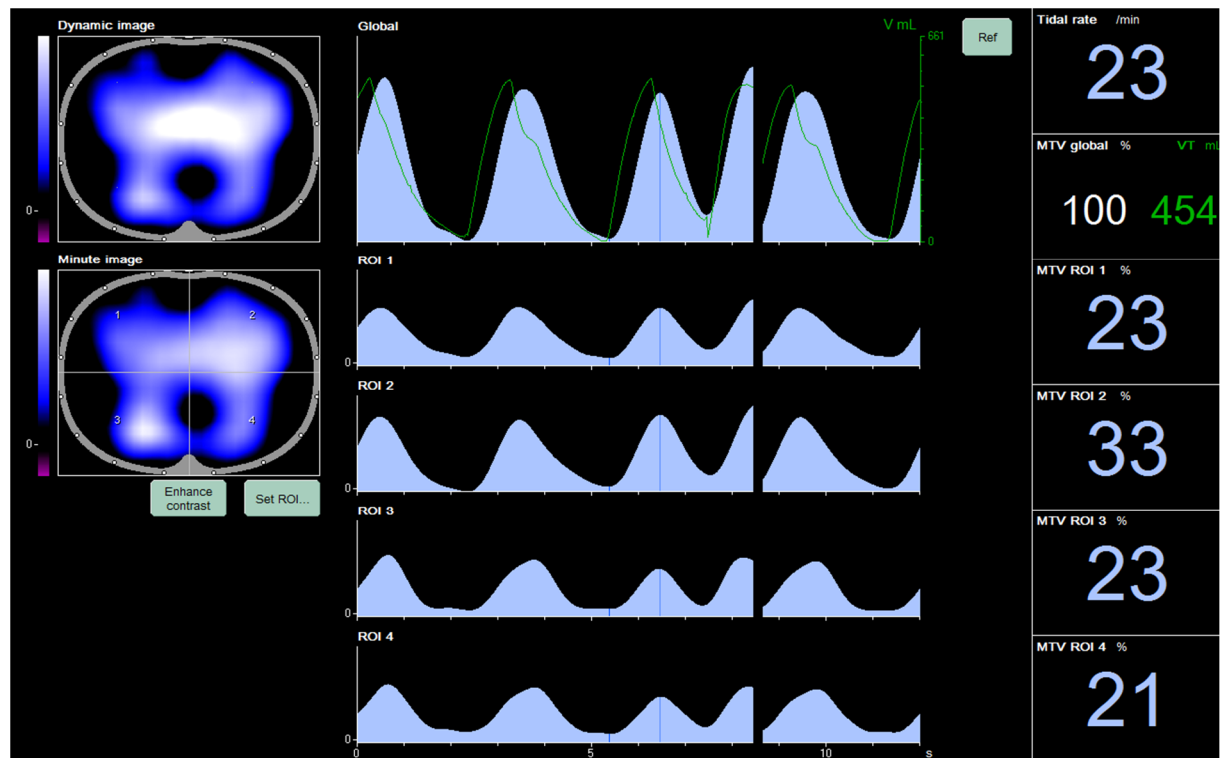 Dynamic image
0-
Minute image
1 2
3 4
0-
Enhance
contrast
Set ROI...
Global
V mL
661
0
Ref
ROI 1
0-
ROI 2
0-
ROI 3
0-
ROI 4
0-
0 5 10 s
Tidal rate /min
23
MTV global % VT mL
100 454
MTV ROI 1 %
23
MTV ROI 2 %
33
MTV ROI 3 %
23
MTV ROI 4 %
21